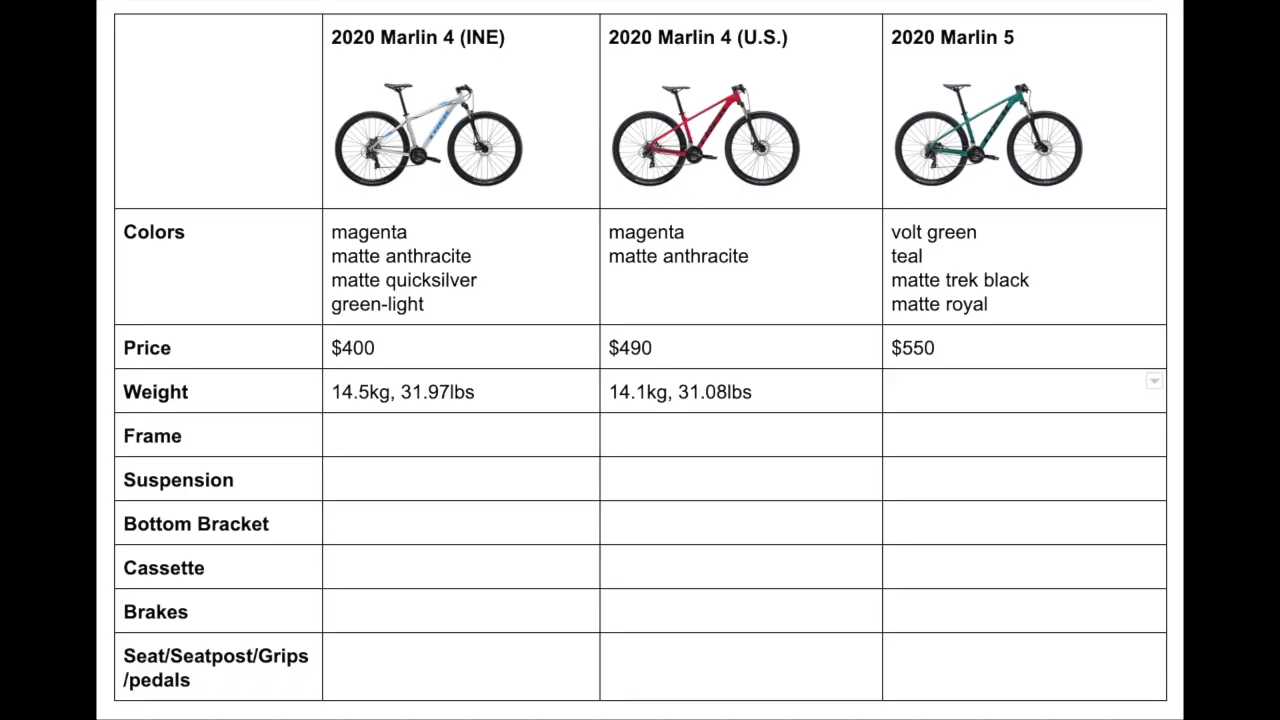 2020 Marlin 4 (INE)
2020 Marlin 4 (U.S.)
2020 Marlin 5
TREK
Colors
magenta
matte anthracite
matte quicksilver
green-light
magenta
matte anthracite
volt green
teal
matte trek black
matte royal
Price
$400
$490
$550
Weight
14.5kg, 31.97lbs
14.1kg, 31.08lbs
Frame
Suspension
Bottom Bracket
Cassette
Brakes
Seat/Seatpost/Grips
/pedals